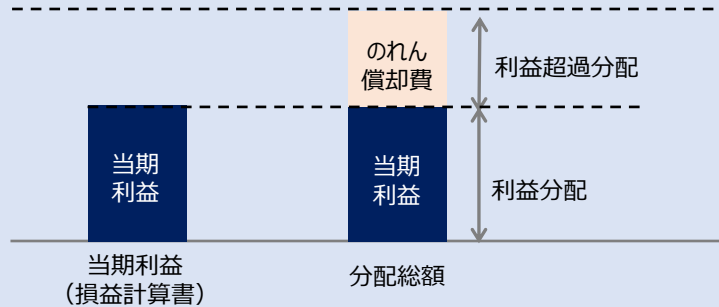 のれん
償却費
利益超過分配
当期
利益
当期
利益
利益分配
当期利益
（損益計算書）
分配総額